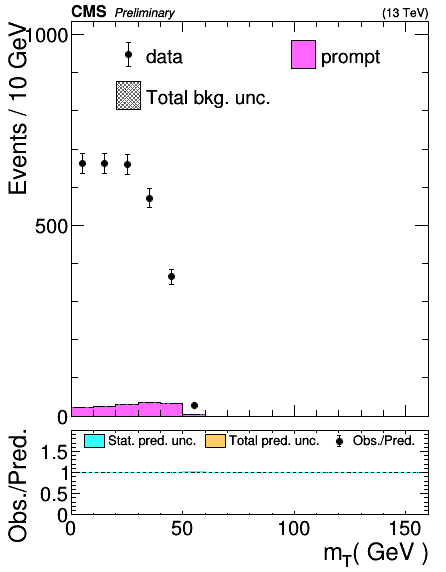 CMS Preliminary (13 TeV)
Events / 10 GeV
1000
500
0
data
prompt
Total bkg. unc.
Obs./Pred.
1.5
1
0.5
0
Stat. pred. unc. Total pred. unc. Obs./Pred.
0 50 100 150
m_T( GeV )